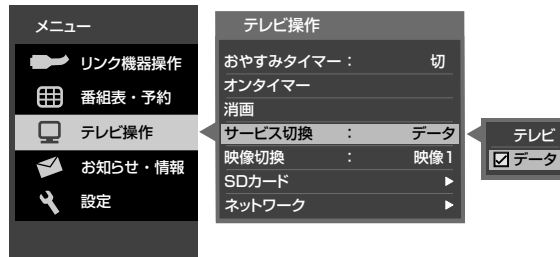 メニュー
リンク機器操作
番組表・予約
テレビ操作
お知らせ・情報
設定
テレビ操作
おやすみタイマー： 切
オンタイマー
消画
サービス切換 ： データ
映像切換 ： 映像1
SDカード
ネットワーク
テレビ
データ